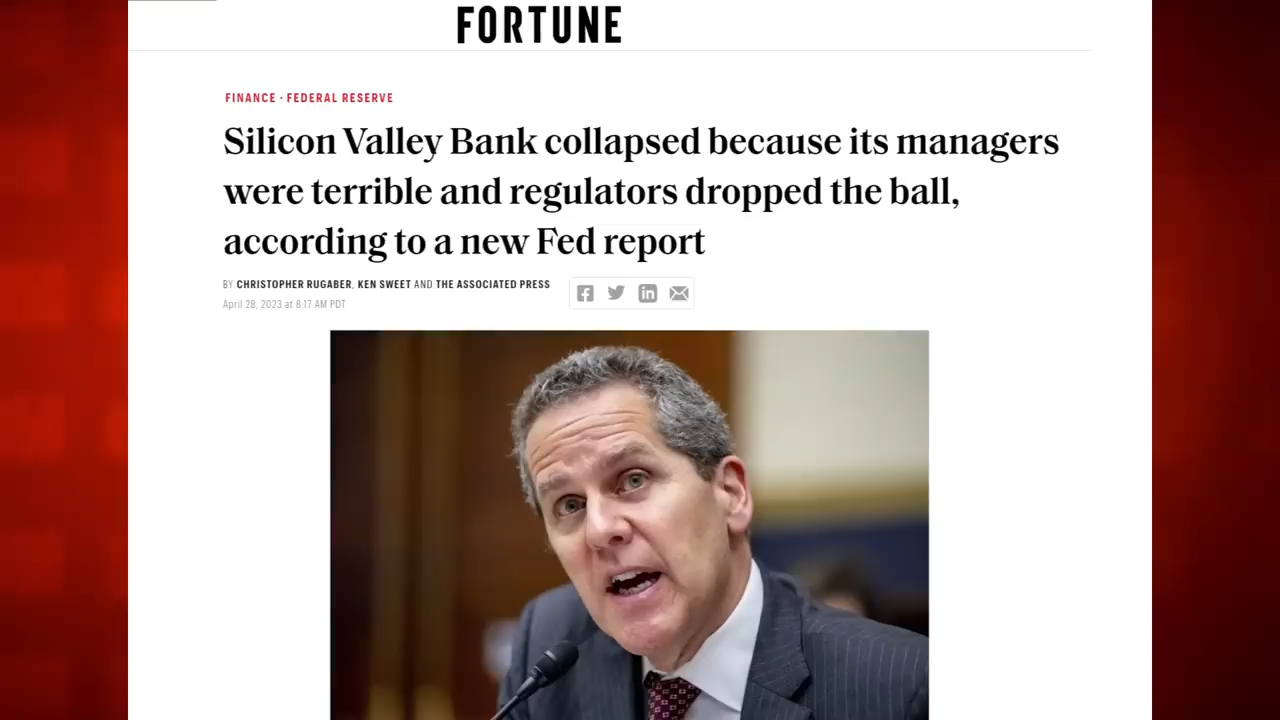 FORTUNE
FINANCE · FEDERAL RESERVE
Silicon Valley Bank collapsed because its managers
were terrible and regulators dropped the ball,
according to a new Fed report
BY CHRISTOPHER RUGABER, KEN SWEET AND THE ASSOCIATED PRESS
April 28, 2023 at 8:17 AM PDT